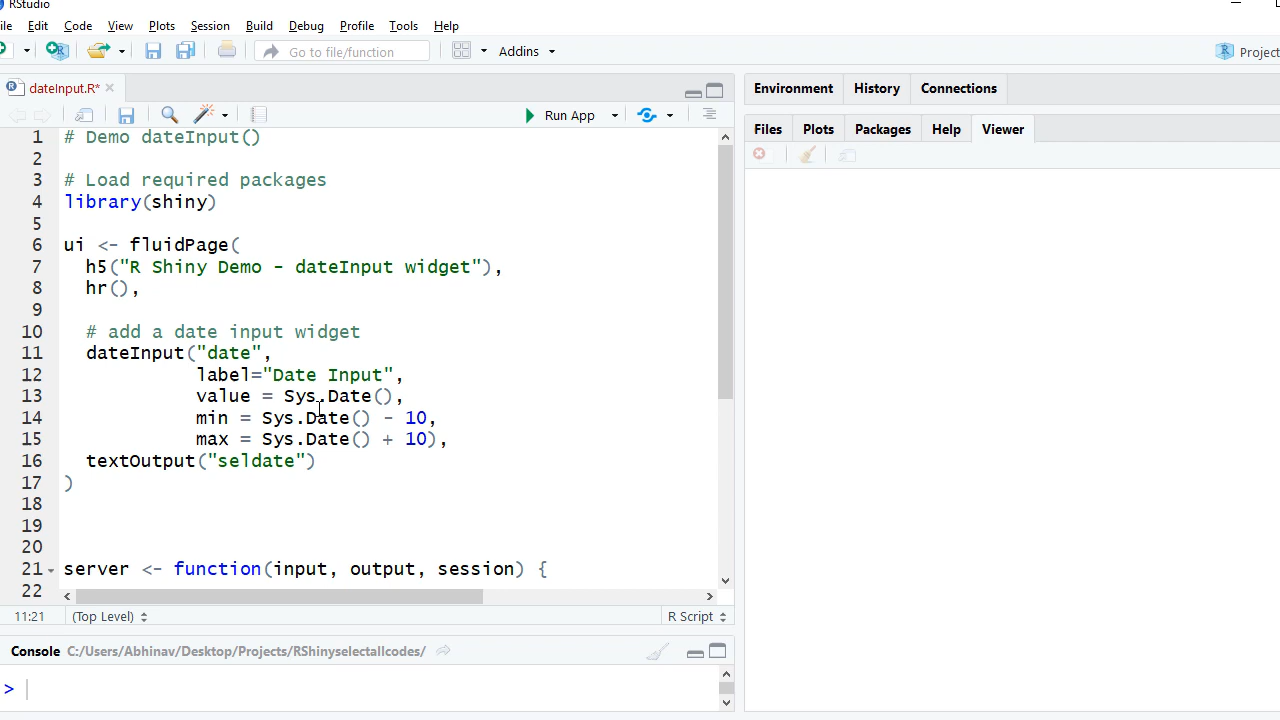 RStudio
Edit Code View Plots Session Build Debug Profile Tools Help
Go to file/function Addins Project
dateInput.R*
Run App
1 # Demo dateInput()
2
3 # Load required packages
4 library(shiny)
5
6 ui <- fluidPage(
7 h5("R Shiny Demo - dateInput widget"),
8 hr(),
9
10 # add a date input widget
11 dateInput("date",
12 label="Date Input",
13 value = Sys.Date(),
14 min = Sys.Date() - 10,
15 max = Sys.Date() + 10),
16 textOutput("seldate")
17 )
18
19
20
21 server <- function(input, output, session) {
22
11:21 (Top Level) R Script
Console C:/Users/Abhinav/Desktop/Projects/RShinyselectallcodes/
>
Environment History Connections
Files Plots Packages Help Viewer